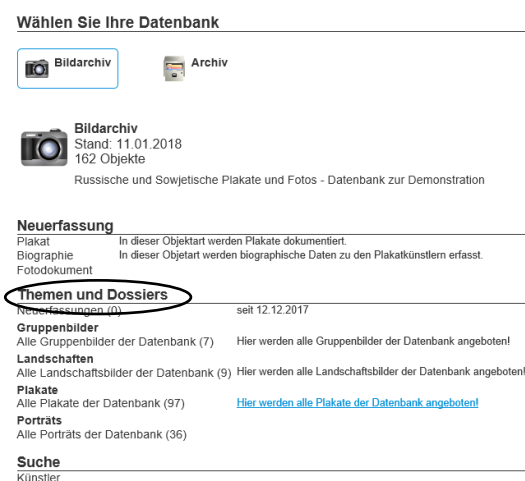 Wählen Sie Ihre Datenbank
Bildarchiv Archiv
Bildarchiv
Stand: 11.01.2018
162 Objekte
Russische und Sowjetische Plakate und Fotos - Datenbank zur Demonstration
Neuerfassung
Plakat In dieser Objektart werden Plakate dokumentiert.
Biographie In dieser Objetart werden biographische Daten zu den Plakatkünstlern erfasst.
Fotodokument
Themen und Dossiers
Neuerfassungen (0) seit 12.12.2017
Gruppenbilder
Alle Gruppenbilder der Datenbank (7) Hier werden alle Gruppenbilder der Datenbank angeboten!
Landschaften
Alle Landschaftsbilder der Datenbank (9) Hier werden alle Landschaftsbilder der Datenbank angeboten!
Plakate
Alle Plakate der Datenbank (97) Hier werden alle Plakate der Datenbank angeboten!
Porträts
Alle Porträts der Datenbank (36)
Suche
Künstler